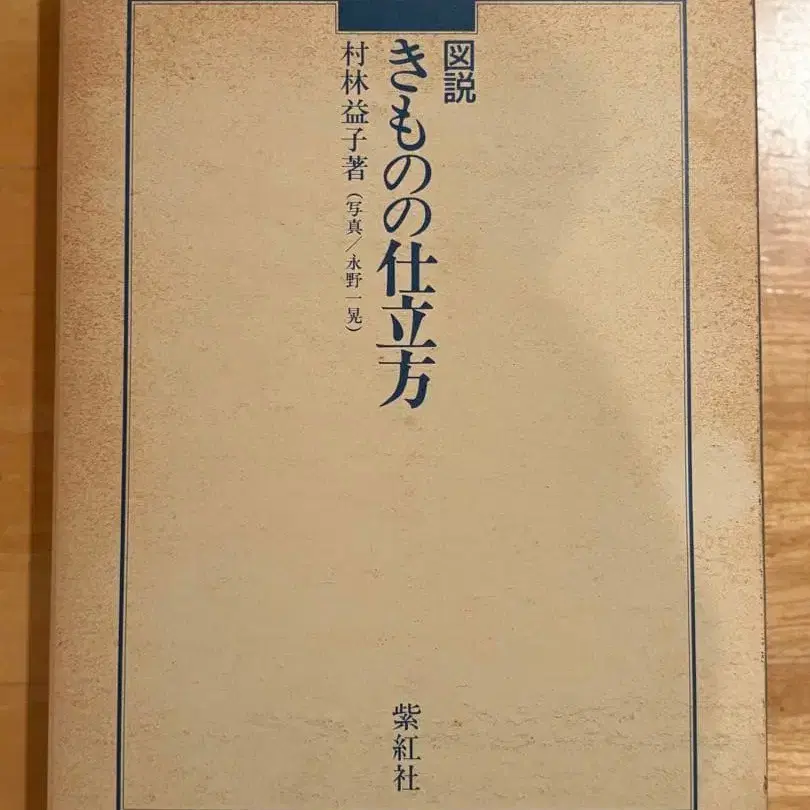 図説
きものの仕立方
村林益子著(写真/永野一晃)
紫紅社